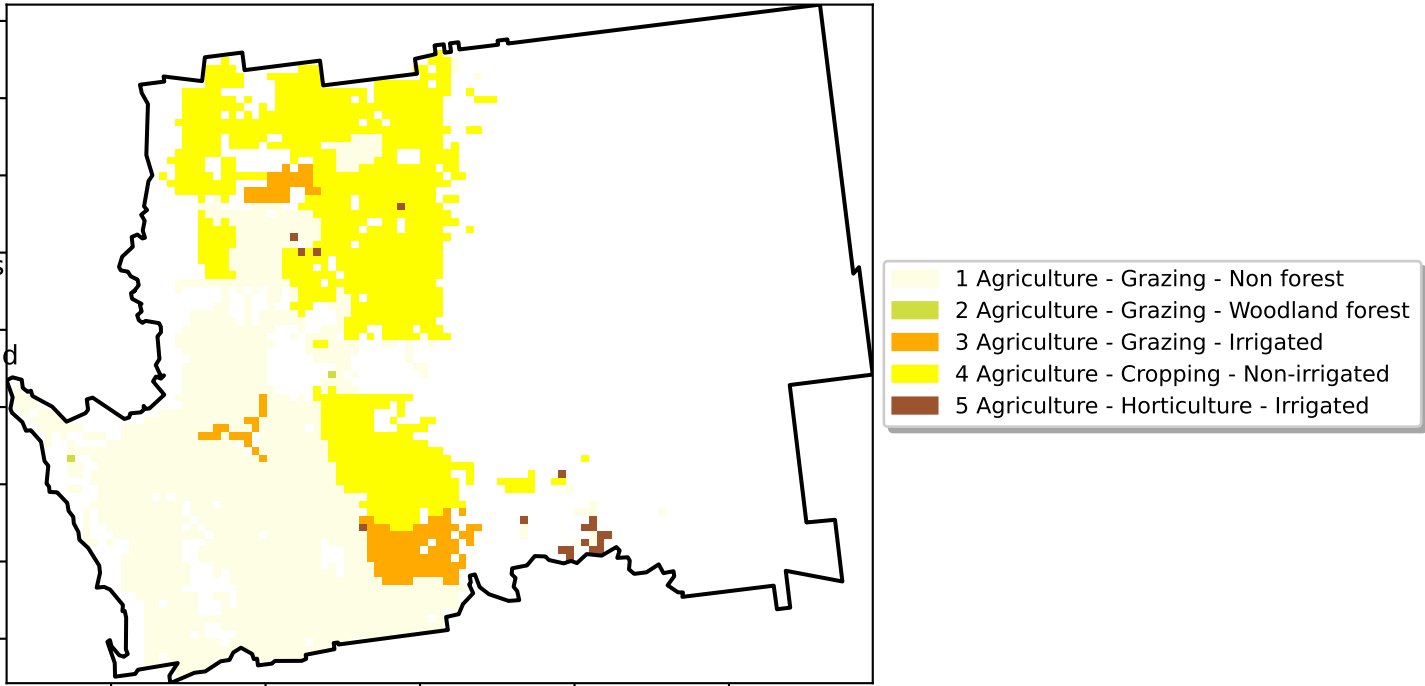 s
d
1 Agriculture - Grazing - Non forest
2 Agriculture - Grazing - Woodland forest
3 Agriculture - Grazing - Irrigated
4 Agriculture - Cropping - Non-irrigated
5 Agriculture - Horticulture - Irrigated